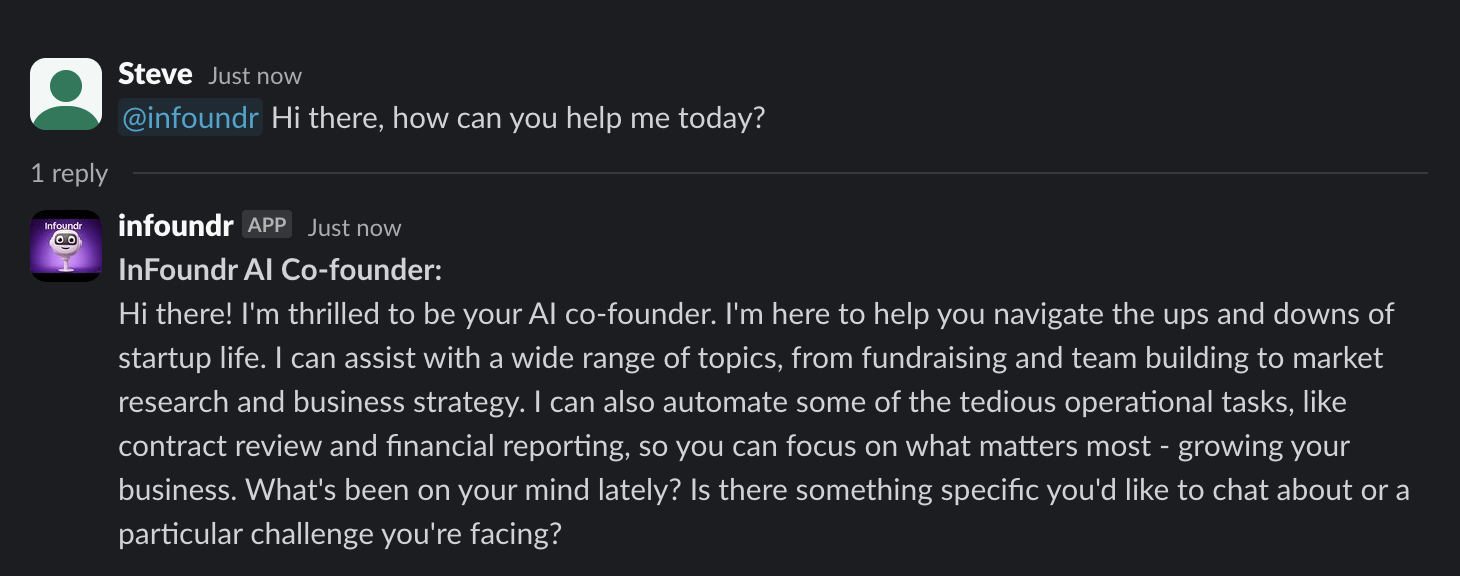 Steve Just now
@infoundr Hi there, how can you help me today?
1 reply
Infoundr
infoundr APP Just now
InFoundr AI Co-founder:
Hi there! I'm thrilled to be your AI co-founder. I'm here to help you navigate the ups and downs of
startup life. I can assist with a wide range of topics, from fundraising and team building to market
research and business strategy. I can also automate some of the tedious operational tasks, like
contract review and financial reporting, so you can focus on what matters most - growing your
business. What's been on your mind lately? Is there something specific you'd like to chat about or a
particular challenge you're facing?